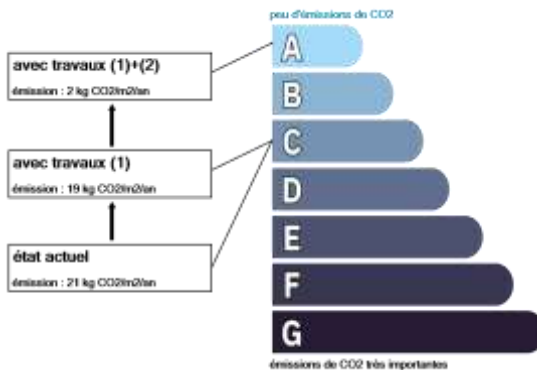 peu d'émissions de CO2
avec travaux (1)+(2)
émission : 2 kg CO2/m2/an
avec travaux (1)
émission : 19 kg CO2/m2/an
état actuel
émission : 21 kg CO2/m2/an
A
B
C
D
E
F
G
émissions de CO2 très importantes